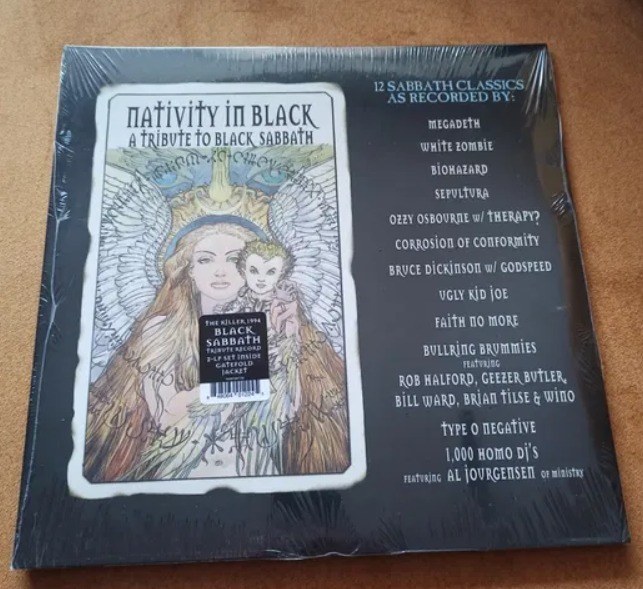 NATIVITY IN BLACK
A TRIBUTE TO BLACK SABBATH
THE KILLER 1994
BLACK
SABBATH
TRIBUTE RECORD
2-LP SET INSIDE
GATEFOLD
JACKET
12 SABBATH CLASSICS
AS RECORDED BY:
MEGADETH
WHITE ZOMBIE
BIOHAZARD
SEPULTURA
OZZY OSBOURNE W/ THERAPY?
CORROSION OF CONFORMITY
BRUCE DICKINSON W/ GODSPEED
UGLY KID JOE
FAITH NO MORE
BULLRING BRUMMIES
FEATURING
ROB HALFORD, GEEZER BUTLER,
BILL WARD, BRIAN TILSE & WINO
TYPE O NEGATIVE
1,000 HOMO DJ'S
FEATURING AL JOURGENSEN OF MINISTRY